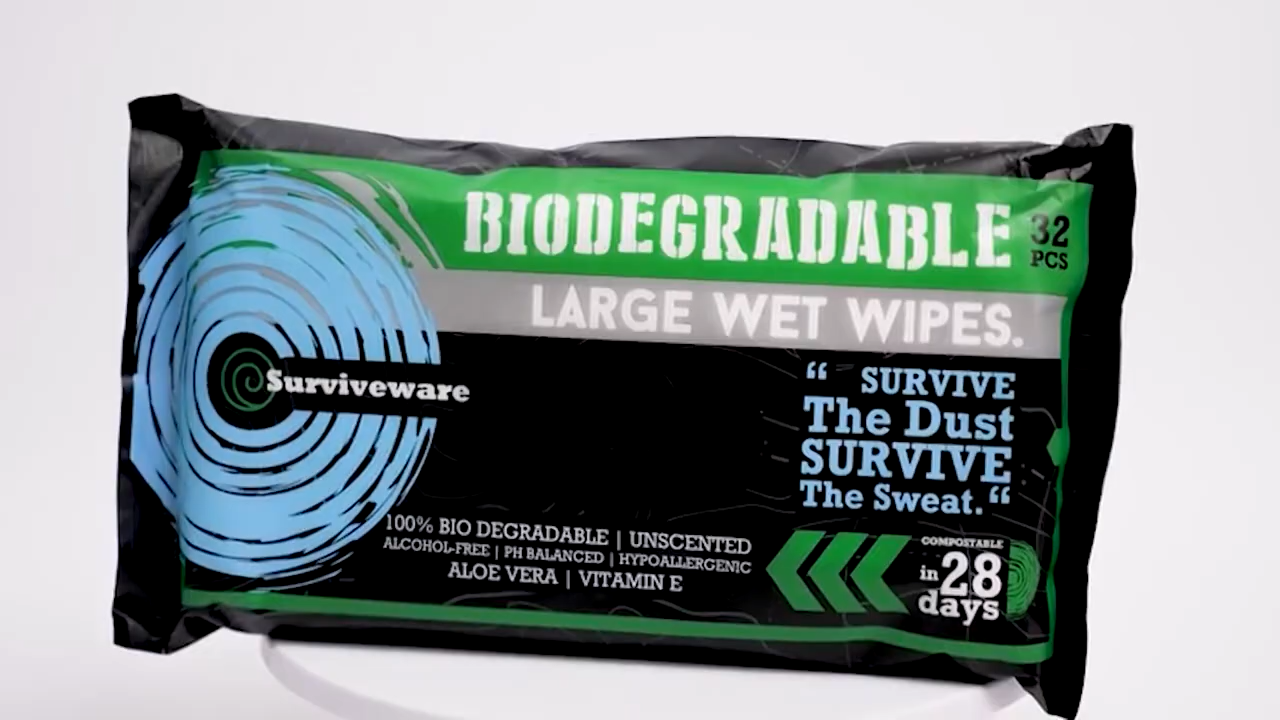 BIODEGRADABLE
32
PCS
LARGE WET WIPES.
Surviveware
“ SURVIVE
The Dust
SURVIVE
The Sweat.“
100% BIO DEGRADABLE | UNSCENTED
ALCOHOL-FREE | PH BALANCED | HYPOALLERGENIC
ALOE VERA | VITAMIN E
COMPOSTABLE
in 28
days